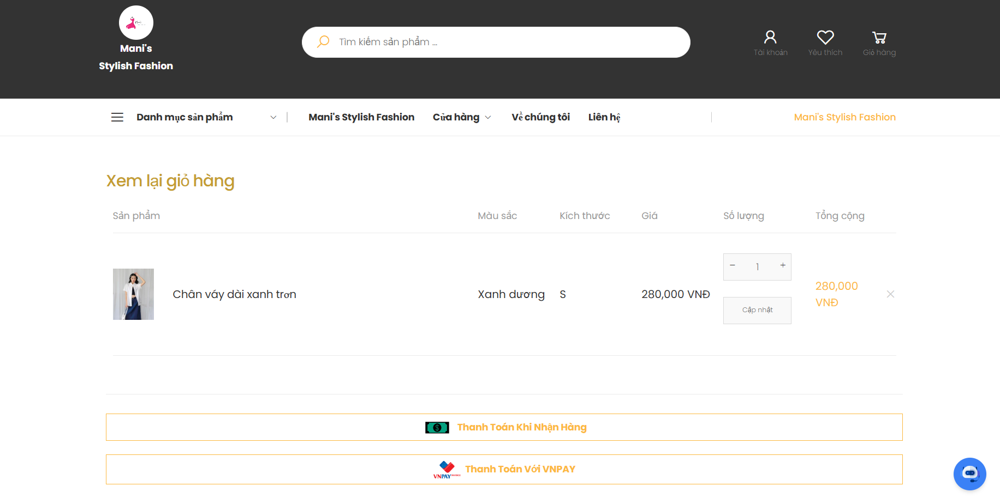 Mani's
Stylish Fashion
Tìm kiếm sản phẩm ...
Tài khoản
Yêu thích
Giỏ hàng
Danh mục sản phẩm
Mani's Stylish Fashion
Cửa hàng
Về chúng tôi
Liên hệ
Mani's Stylish Fashion
Xem lại giỏ hàng
Sản phẩm
Màu sắc
Kích thước
Giá
Số lượng
Tổng cộng
Chân váy dài xanh trơn
Xanh dương
S
280,000 VNĐ
− 1 +
Cập nhật
280,000
VNĐ
Thanh Toán Khi Nhận Hàng
VNPAY
Thanh Toán Với VNPAY